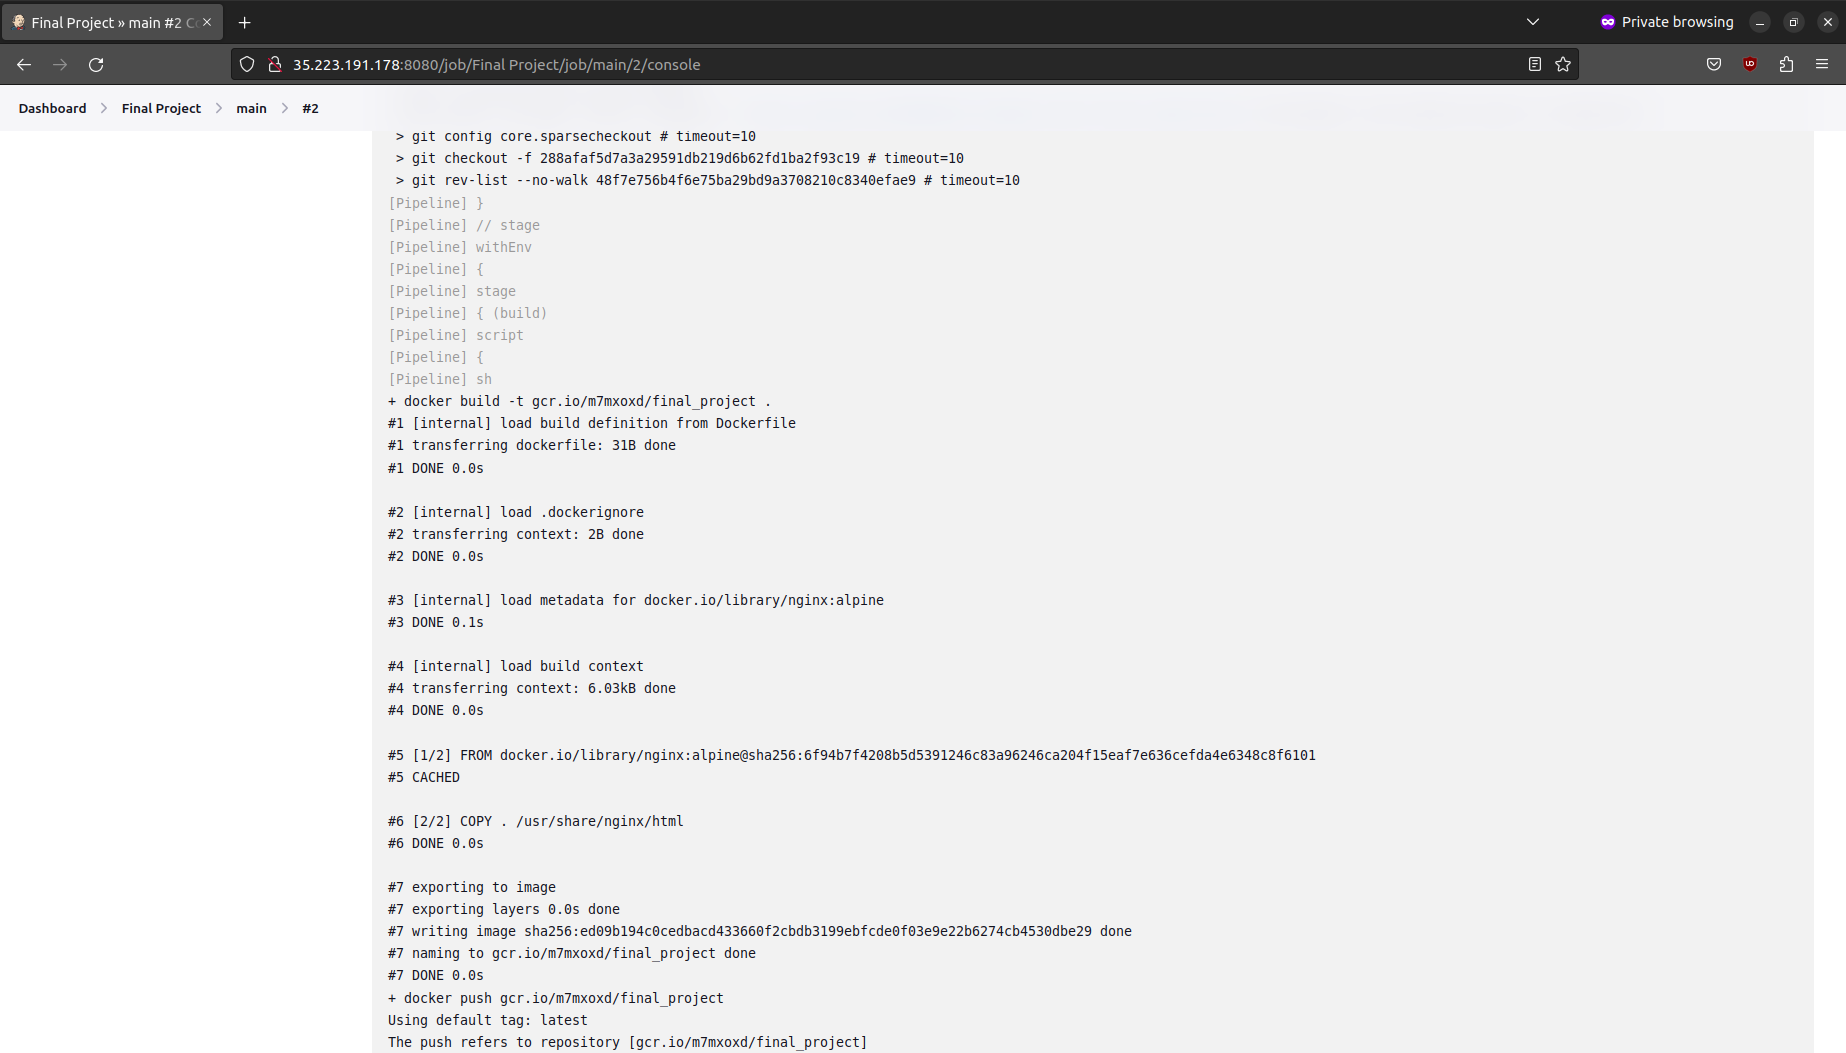 Final Project » main #2 C
Private browsing
35.223.191.178:8080/job/Final Project/job/main/2/console
Dashboard > Final Project > main > #2
> git config core.sparsecheckout # timeout=10
> git checkout -f 288afaf5d7a3a29591db219d6b62fd1ba2f93c19 # timeout=10
> git rev-list --no-walk 48f7e756b4f6e75ba29bd9a3708210c8340efae9 # timeout=10
[Pipeline] }
[Pipeline] // stage
[Pipeline] withEnv
[Pipeline] {
[Pipeline] stage
[Pipeline] { (build)
[Pipeline] script
[Pipeline] {
[Pipeline] sh
+ docker build -t gcr.io/m7mxoxd/final_project .
#1 [internal] load build definition from Dockerfile
#1 transferring dockerfile: 31B done
#1 DONE 0.0s
#2 [internal] load .dockerignore
#2 transferring context: 2B done
#2 DONE 0.0s
#3 [internal] load metadata for docker.io/library/nginx:alpine
#3 DONE 0.1s
#4 [internal] load build context
#4 transferring context: 6.03kB done
#4 DONE 0.0s
#5 [1/2] FROM docker.io/library/nginx:alpine@sha256:6f94b7f4208b5d5391246c83a96246ca204f15eaf7e636cefda4e6348c8f6101
#5 CACHED
#6 [2/2] COPY . /usr/share/nginx/html
#6 DONE 0.0s
#7 exporting to image
#7 exporting layers 0.0s done
#7 writing image sha256:ed09b194c0cedbacd433660f2cbdb3199ebfcde0f03e9e22b6274cb4530dbe29 done
#7 naming to gcr.io/m7mxoxd/final_project done
#7 DONE 0.0s
+ docker push gcr.io/m7mxoxd/final_project
Using default tag: latest
The push refers to repository [gcr.io/m7mxoxd/final_project]